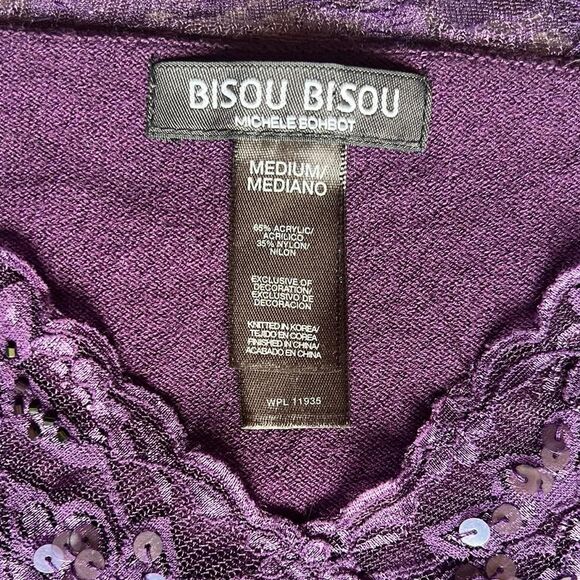 BISOU BISOU
MICHELE BOHBOT
MEDIUM/
MEDIANO
65% ACRYLIC/
ACRILICO
35% NYLON/
NILON
EXCLUSIVE OF
DECORATION/
EXCLUSIVO DE
DECORACION
KNITTED IN KOREA/
TEJIDO EN COREA
FINISHED IN CHINA/
ACABADO EN CHINA
WPL 11935